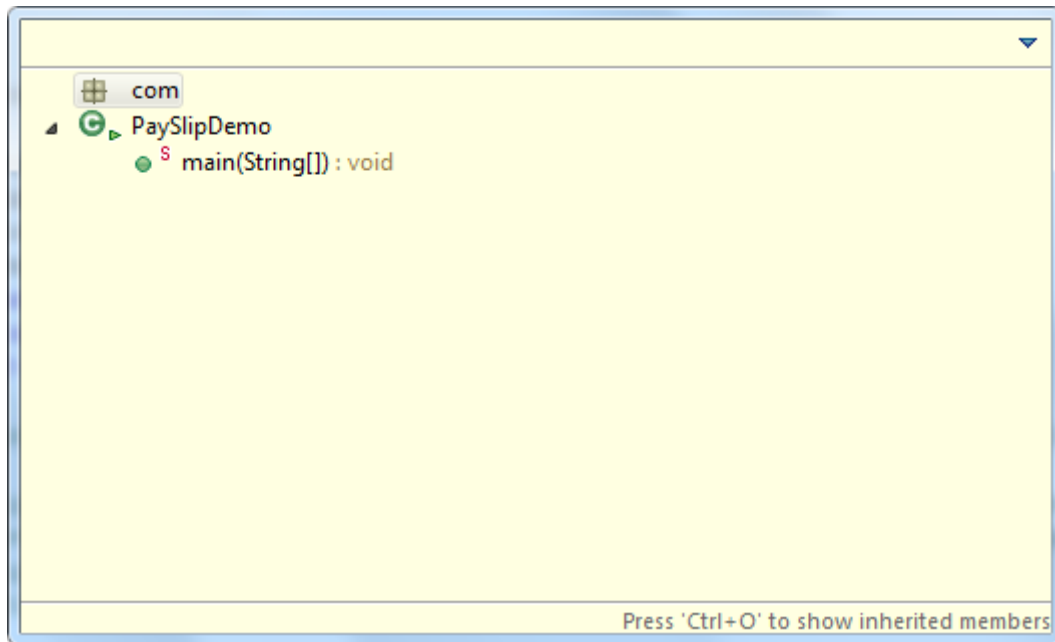 com
PaySlipDemo
S main(String[]) : void
Press 'Ctrl+O' to show inherited members